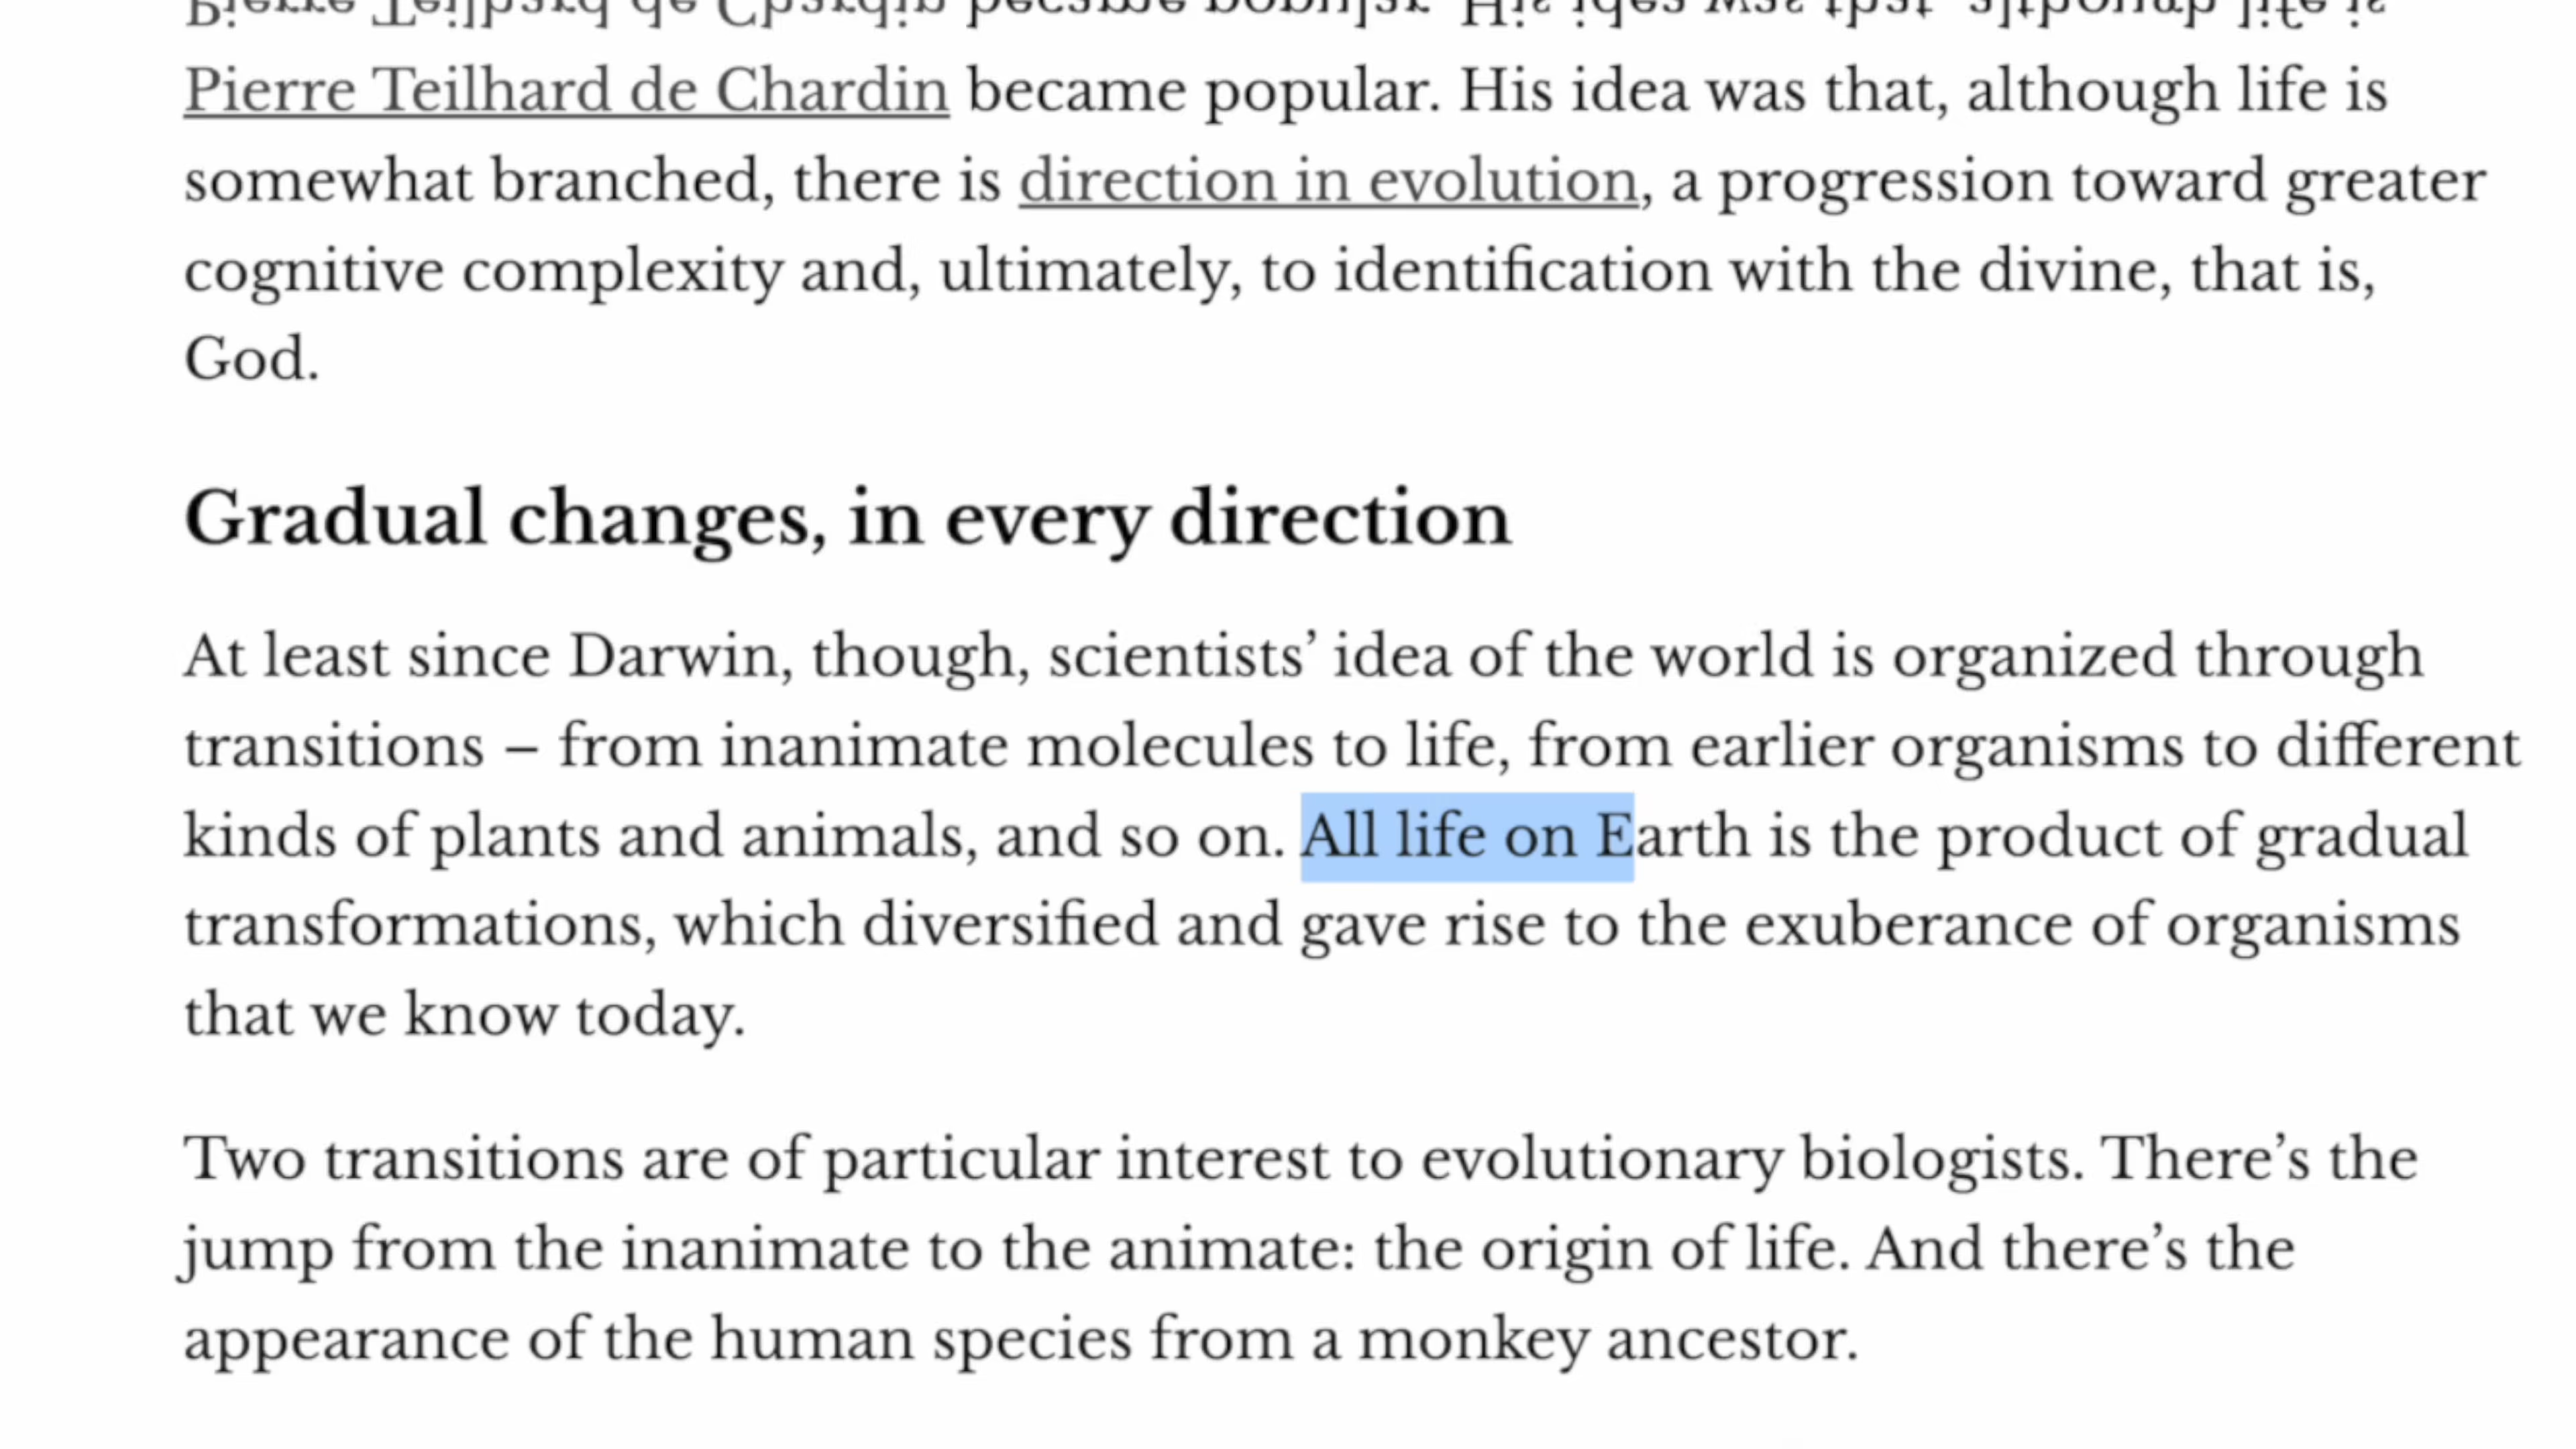 Pierre Teilhard de Chardin became popular. His idea was that, although life is
somewhat branched, there is direction in evolution, a progression toward greater
cognitive complexity and, ultimately, to identification with the divine, that is,
God.
Gradual changes, in every direction
At least since Darwin, though, scientists’ idea of the world is organized through
transitions – from inanimate molecules to life, from earlier organisms to different
kinds of plants and animals, and so on. All life on Earth is the product of gradual
transformations, which diversified and gave rise to the exuberance of organisms
that we know today.
Two transitions are of particular interest to evolutionary biologists. There’s the
jump from the inanimate to the animate: the origin of life. And there’s the
appearance of the human species from a monkey ancestor.